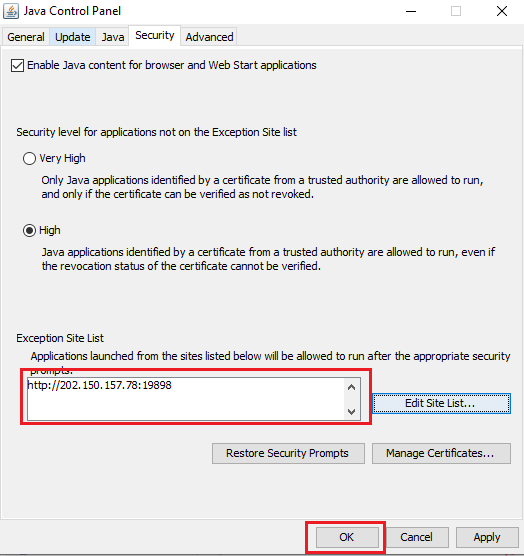 Java Control Panel
General Update Java Security Advanced
Enable Java content for browser and Web Start applications
Security level for applications not on the Exception Site list
Very High
Only Java applications identified by a certificate from a trusted authority are allowed to run,
and only if the certificate can be verified as not revoked.
High
Java applications identified by a certificate from a trusted authority are allowed to run, even if
the revocation status of the certificate cannot be verified.
Exception Site List
Applications launched from the sites listed below will be allowed to run after the appropriate security
prompts.
http://202.150.157.78:19898
Edit Site List...
Restore Security Prompts Manage Certificates...
OK Cancel Apply